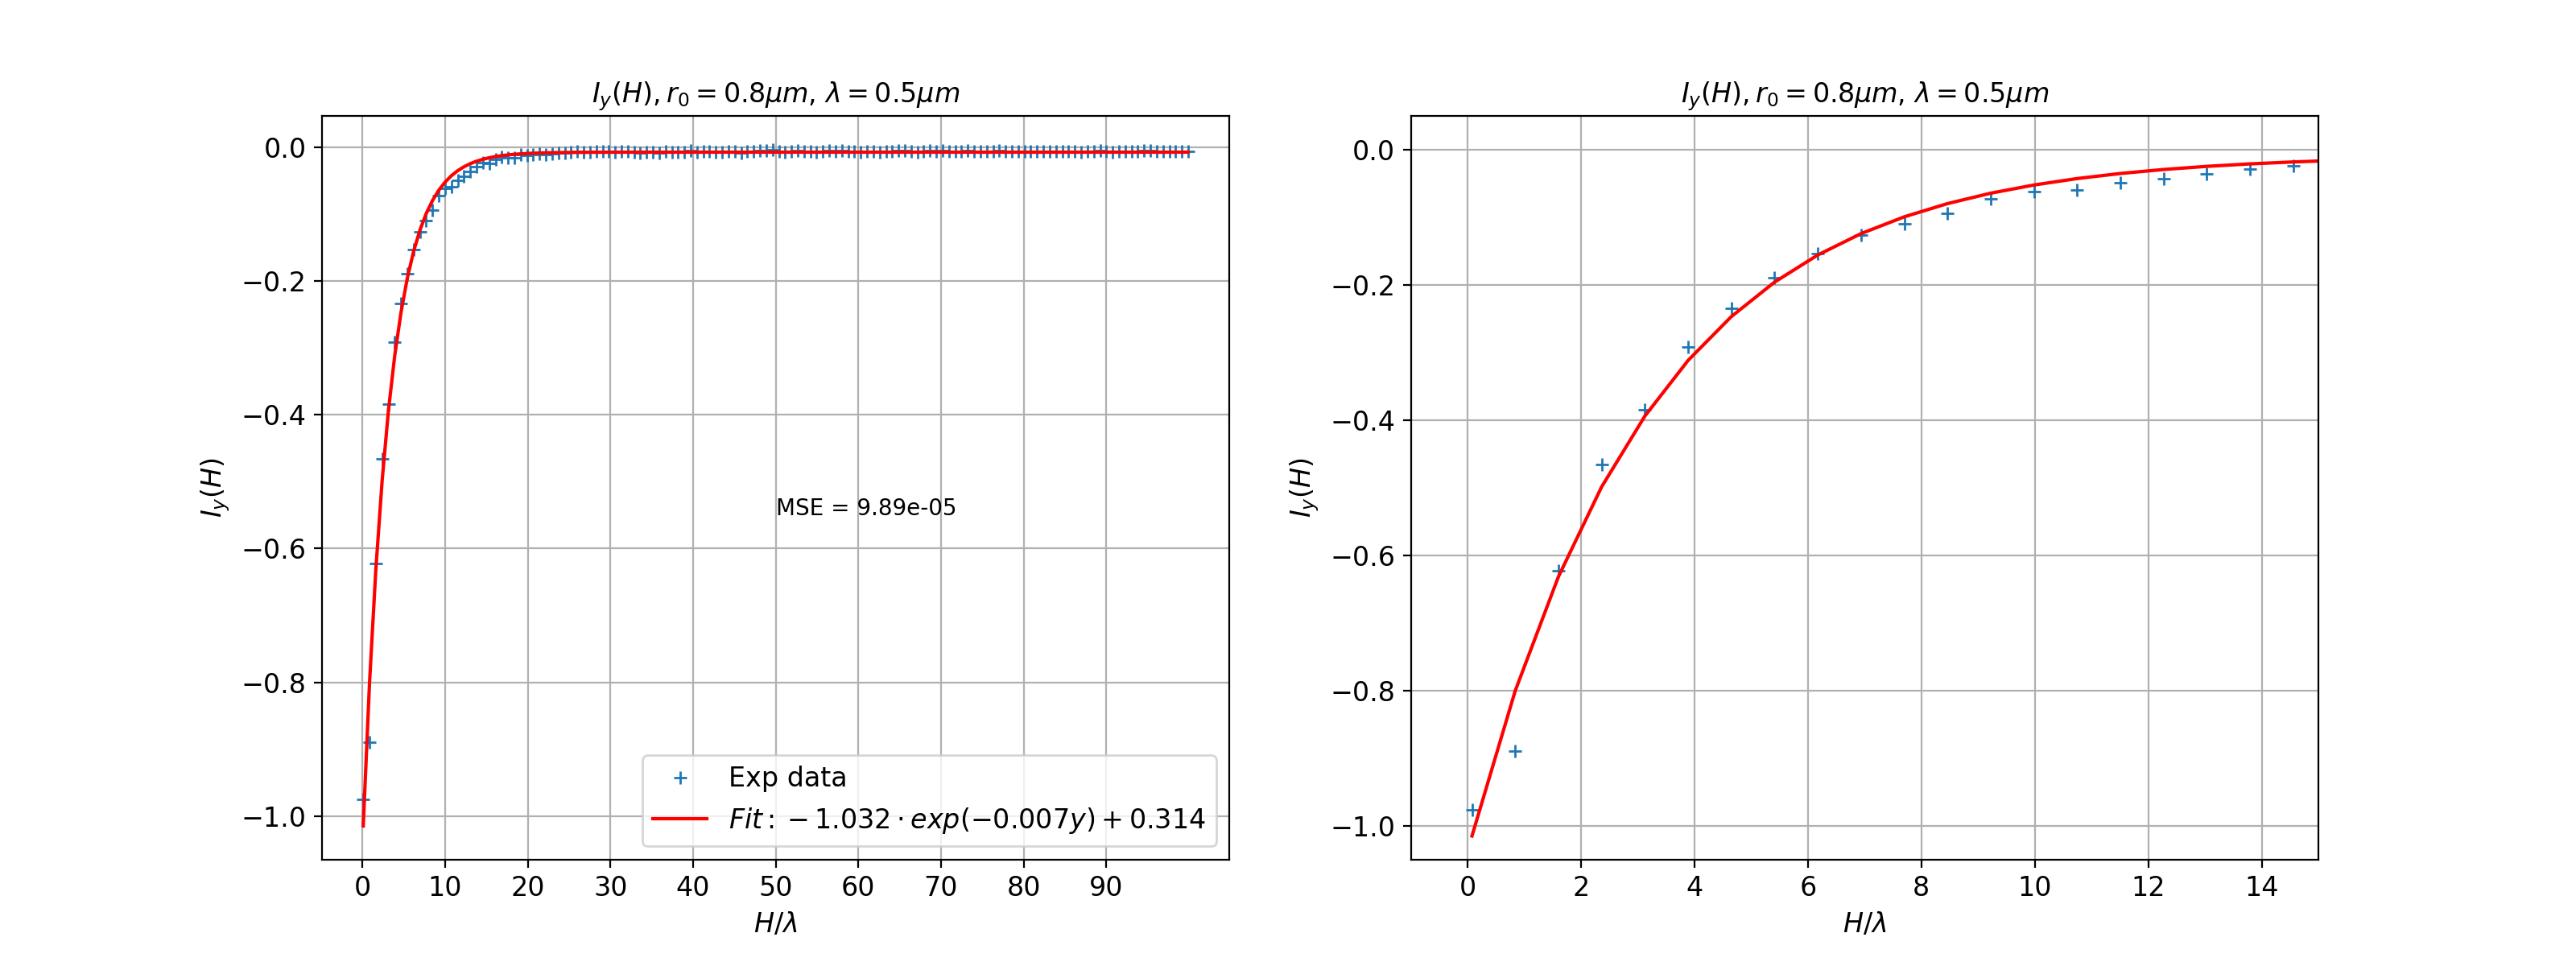 I_y(H), r_0 = 0.8μm, λ = 0.5μm
0.0
−0.2
−0.4
−0.6
−0.8
−1.0
I_y(H)
MSE = 9.89e-05
Exp data
Fit: −1.032 · exp(−0.007y) + 0.314
0 10 20 30 40 50 60 70 80 90
H/λ
I_y(H), r_0 = 0.8μm, λ = 0.5μm
0.0
−0.2
−0.4
−0.6
−0.8
−1.0
I_y(H)
0 2 4 6 8 10 12 14
H/λ